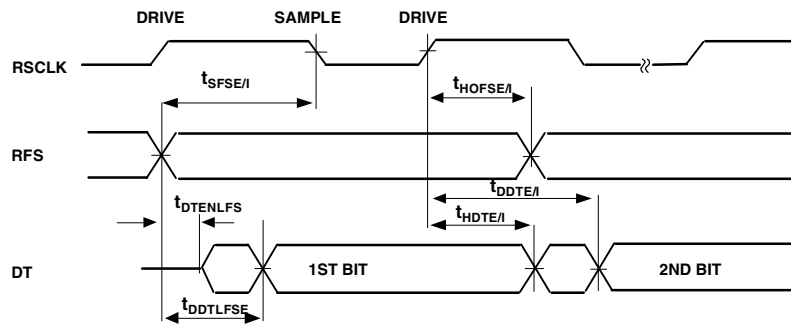 DRIVE SAMPLE DRIVE
RSCLK
tSFSE/I
tHOFSE/I
RFS
tDDTE/I
tDTENLFS
tHDTE/I
DT
1ST BIT
2ND BIT
tDDTLFSE